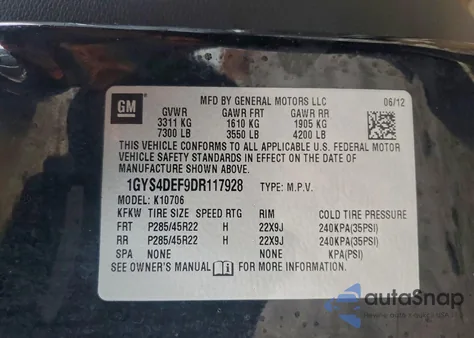 GM
MFD BY GENERAL MOTORS LLC 06/12
GVWR GAWR FRT GAWR RR
3311 KG 1610 KG 1905 KG
7300 LB 3550 LB 4200 LB
THIS VEHICLE CONFORMS TO ALL APPLICABLE U.S. FEDERAL MOTOR
VEHICLE SAFETY STANDARDS IN EFFECT ON THE DATE OF
MANUFACTURE SHOWN ABOVE.
1GYS4DEF9DR117928 TYPE: M.P.V.
MODEL: K10706
KFKW TIRE SIZE SPEED RTG RIM COLD TIRE PRESSURE
FRT P285/45R22 H 22X9J 240KPA(35PSI)
RR P285/45R22 H 22X9J 240KPA(35PSI)
SPA NONE NONE KPA(PSI)
SEE OWNER'S MANUAL FOR MORE INFORMATION.
autoSnap